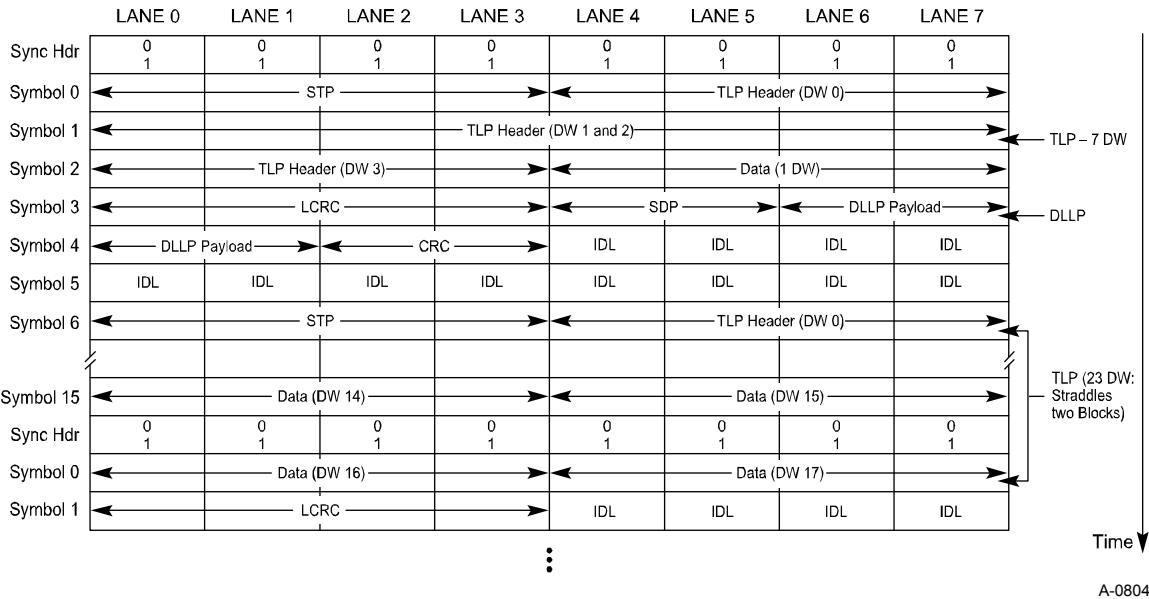 LANE 0 LANE 1 LANE 2 LANE 3 LANE 4 LANE 5 LANE 6 LANE 7
Sync Hdr 0 0 0 0 0 0 0 0
1 1 1 1 1 1 1 1
Symbol 0 STP TLP Header (DW 0)
Symbol 1 TLP Header (DW 1 and 2)
TLP – 7 DW
Symbol 2 TLP Header (DW 3) Data (1 DW)
Symbol 3 LCRC SDP DLLP Payload
DLLP
Symbol 4 DLLP Payload CRC IDL IDL IDL IDL
Symbol 5 IDL IDL IDL IDL IDL IDL IDL IDL
Symbol 6 STP TLP Header (DW 0)
TLP (23 DW:
Straddles
two Blocks)
Symbol 15 Data (DW 14) Data (DW 15)
Sync Hdr 0 0 0 0 0 0 0 0
1 1 1 1 1 1 1 1
Symbol 0 Data (DW 16) Data (DW 17)
Symbol 1 LCRC IDL IDL IDL IDL
Time
A-0804